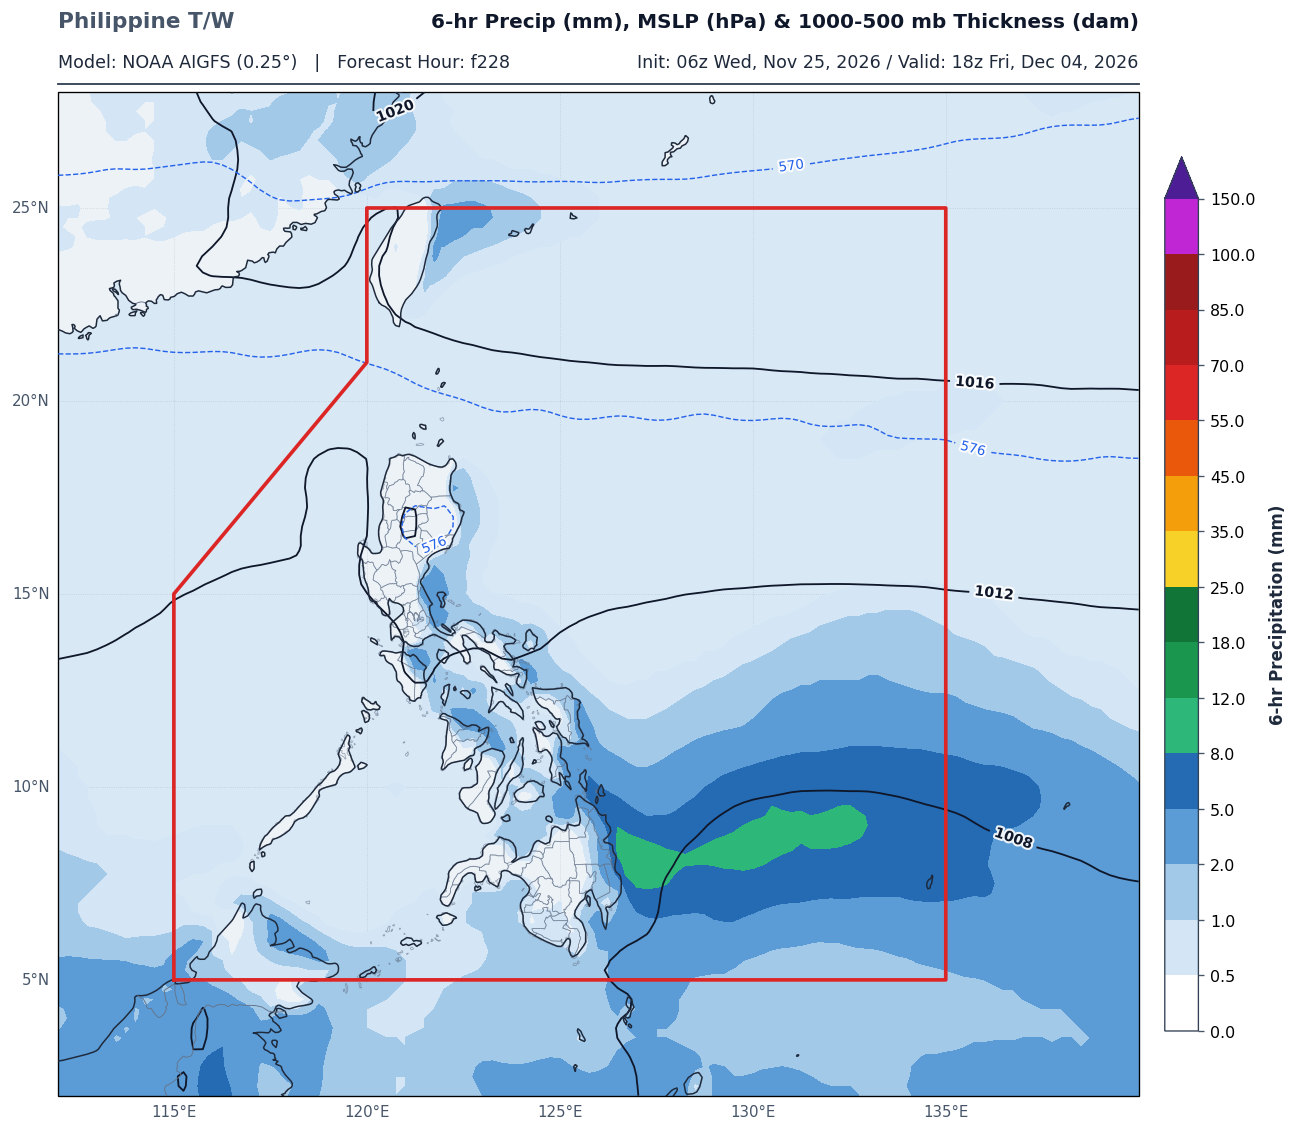 Philippine T/W
6-hr Precip (mm), MSLP (hPa) & 1000-500 mb Thickness (dam)
Model: NOAA AIGFS (0.25°) | Forecast Hour: f228
Init: 06z Wed, Nov 25, 2026 / Valid: 18z Fri, Dec 04, 2026
1020
570
25°N
1016
20°N
576
576
15°N
1012
10°N
1008
5°N
115°E
120°E
125°E
130°E
135°E
150.0
100.0
85.0
70.0
55.0
45.0
35.0
25.0
18.0
12.0
8.0
5.0
2.0
1.0
0.5
0.0
6-hr Precipitation (mm)